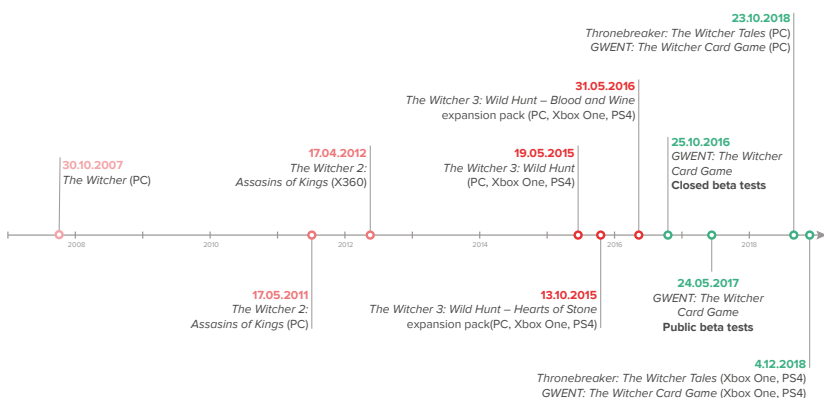 23.10.2018
Thronebreaker: The Witcher Tales (PC)
GWENT: The Witcher Card Game (PC)
31.05.2016
The Witcher 3: Wild Hunt – Blood and Wine
expansion pack (PC, Xbox One, PS4)
25.10.2016
GWENT: The Witcher
Card Game
Closed beta tests
17.04.2012
The Witcher 2:
Assasins of Kings (X360)
19.05.2015
The Witcher 3: Wild Hunt
(PC, Xbox One, PS4)
30.10.2007
The Witcher (PC)
2008
2010
2012
2014
2016
2018
17.05.2011
The Witcher 2:
Assasins of Kings (PC)
13.10.2015
The Witcher 3: Wild Hunt – Hearts of Stone
expansion pack(PC, Xbox One, PS4)
24.05.2017
GWENT: The Witcher
Card Game
Public beta tests
4.12.2018
Thronebreaker: The Witcher Tales (Xbox One, PS4)
GWENT: The Witcher Card Game (Xbox One, PS4)